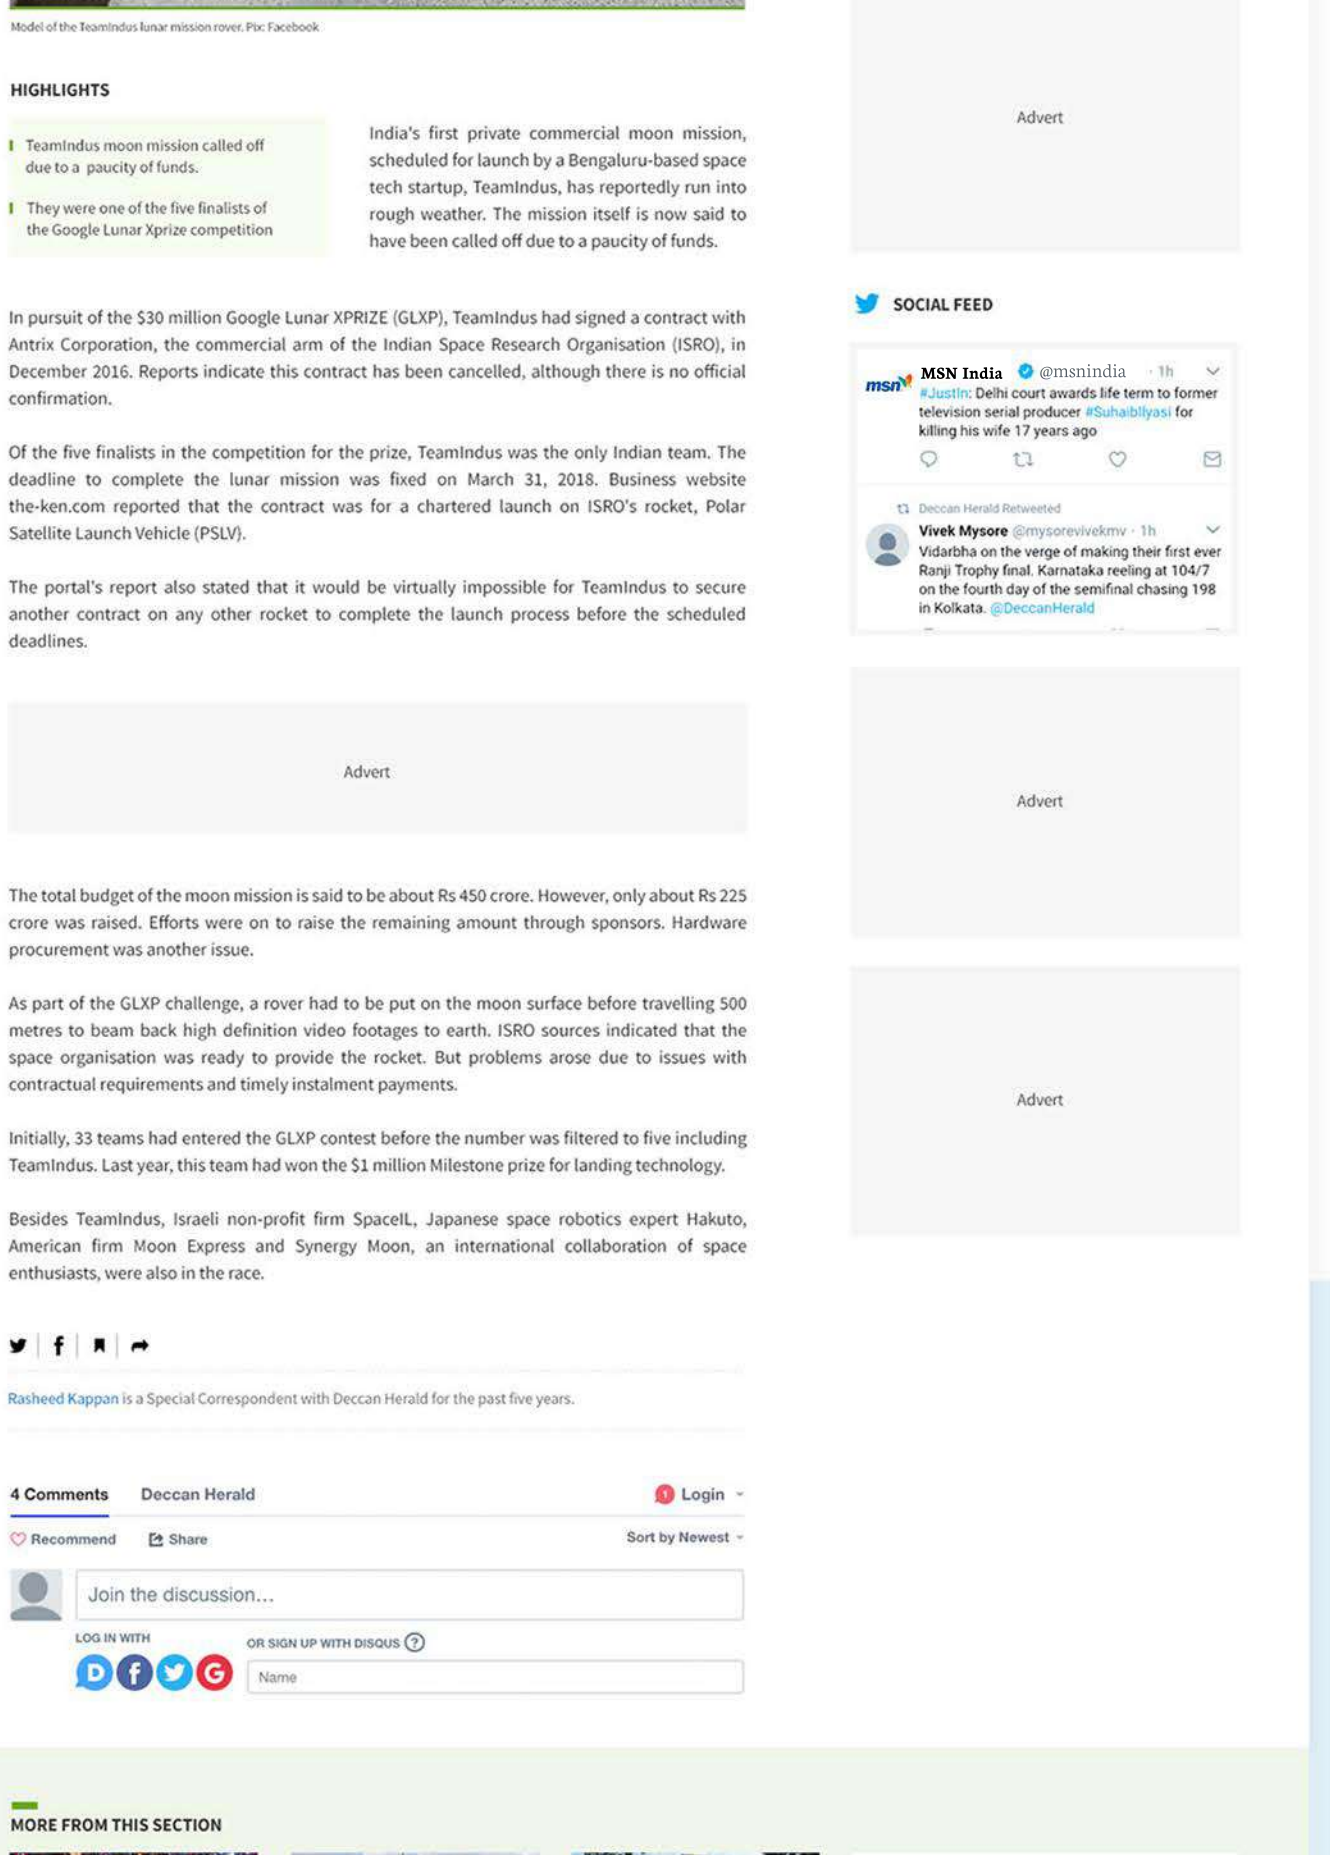 Model of the TeamIndus lunar mission rover. Pix: Facebook
HIGHLIGHTS
TeamIndus moon mission called off
due to a paucity of funds.
They were one of the five finalists of
the Google Lunar Xprize competition
India's first private commercial moon mission,
scheduled for launch by a Bengaluru-based space
tech startup, TeamIndus, has reportedly run into
rough weather. The mission itself is now said to
have been called off due to a paucity of funds.
In pursuit of the $30 million Google Lunar XPRIZE (GLXP), TeamIndus had signed a contract with
Antrix Corporation, the commercial arm of the Indian Space Research Organisation (ISRO), in
December 2016. Reports indicate this contract has been cancelled, although there is no official
confirmation.
Of the five finalists in the competition for the prize, TeamIndus was the only Indian team. The
deadline to complete the lunar mission was fixed on March 31, 2018. Business website
the-ken.com reported that the contract was for a chartered launch on ISRO's rocket, Polar
Satellite Launch Vehicle (PSLV).
The portal's report also stated that it would be virtually impossible for TeamIndus to secure
another contract on any other rocket to complete the launch process before the scheduled
deadlines.
Advert
The total budget of the moon mission is said to be about Rs 450 crore. However, only about Rs 225
crore was raised. Efforts were on to raise the remaining amount through sponsors. Hardware
procurement was another issue.
As part of the GLXP challenge, a rover had to be put on the moon surface before travelling 500
metres to beam back high definition video footages to earth. ISRO sources indicated that the
space organisation was ready to provide the rocket. But problems arose due to issues with
contractual requirements and timely instalment payments.
Initially, 33 teams had entered the GLXP contest before the number was filtered to five including
TeamIndus. Last year, this team had won the $1 million Milestone prize for landing technology.
Besides TeamIndus, Israeli non-profit firm SpaceIL, Japanese space robotics expert Hakuto,
American firm Moon Express and Synergy Moon, an international collaboration of space
enthusiasts, were also in the race.
Rasheed Kappan is a Special Correspondent with Deccan Herald for the past five years.
4 Comments Deccan Herald 1 Login
Recommend Share Sort by Newest
Join the discussion...
LOG IN WITH
OR SIGN UP WITH DISQUS ?
D f G
Name
MORE FROM THIS SECTION
Advert
SOCIAL FEED
msn
MSN India @msnindia · 1h
#JustIn: Delhi court awards life term to former
television serial producer #SuhaibIlyasi for
killing his wife 17 years ago
Deccan Herald Retweeted
Vivek Mysore @mysorevivekmv · 1h
Vidarbha on the verge of making their first ever
Ranji Trophy final. Karnataka reeling at 104/7
on the fourth day of the semifinal chasing 198
in Kolkata. @DeccanHerald
Advert
Advert